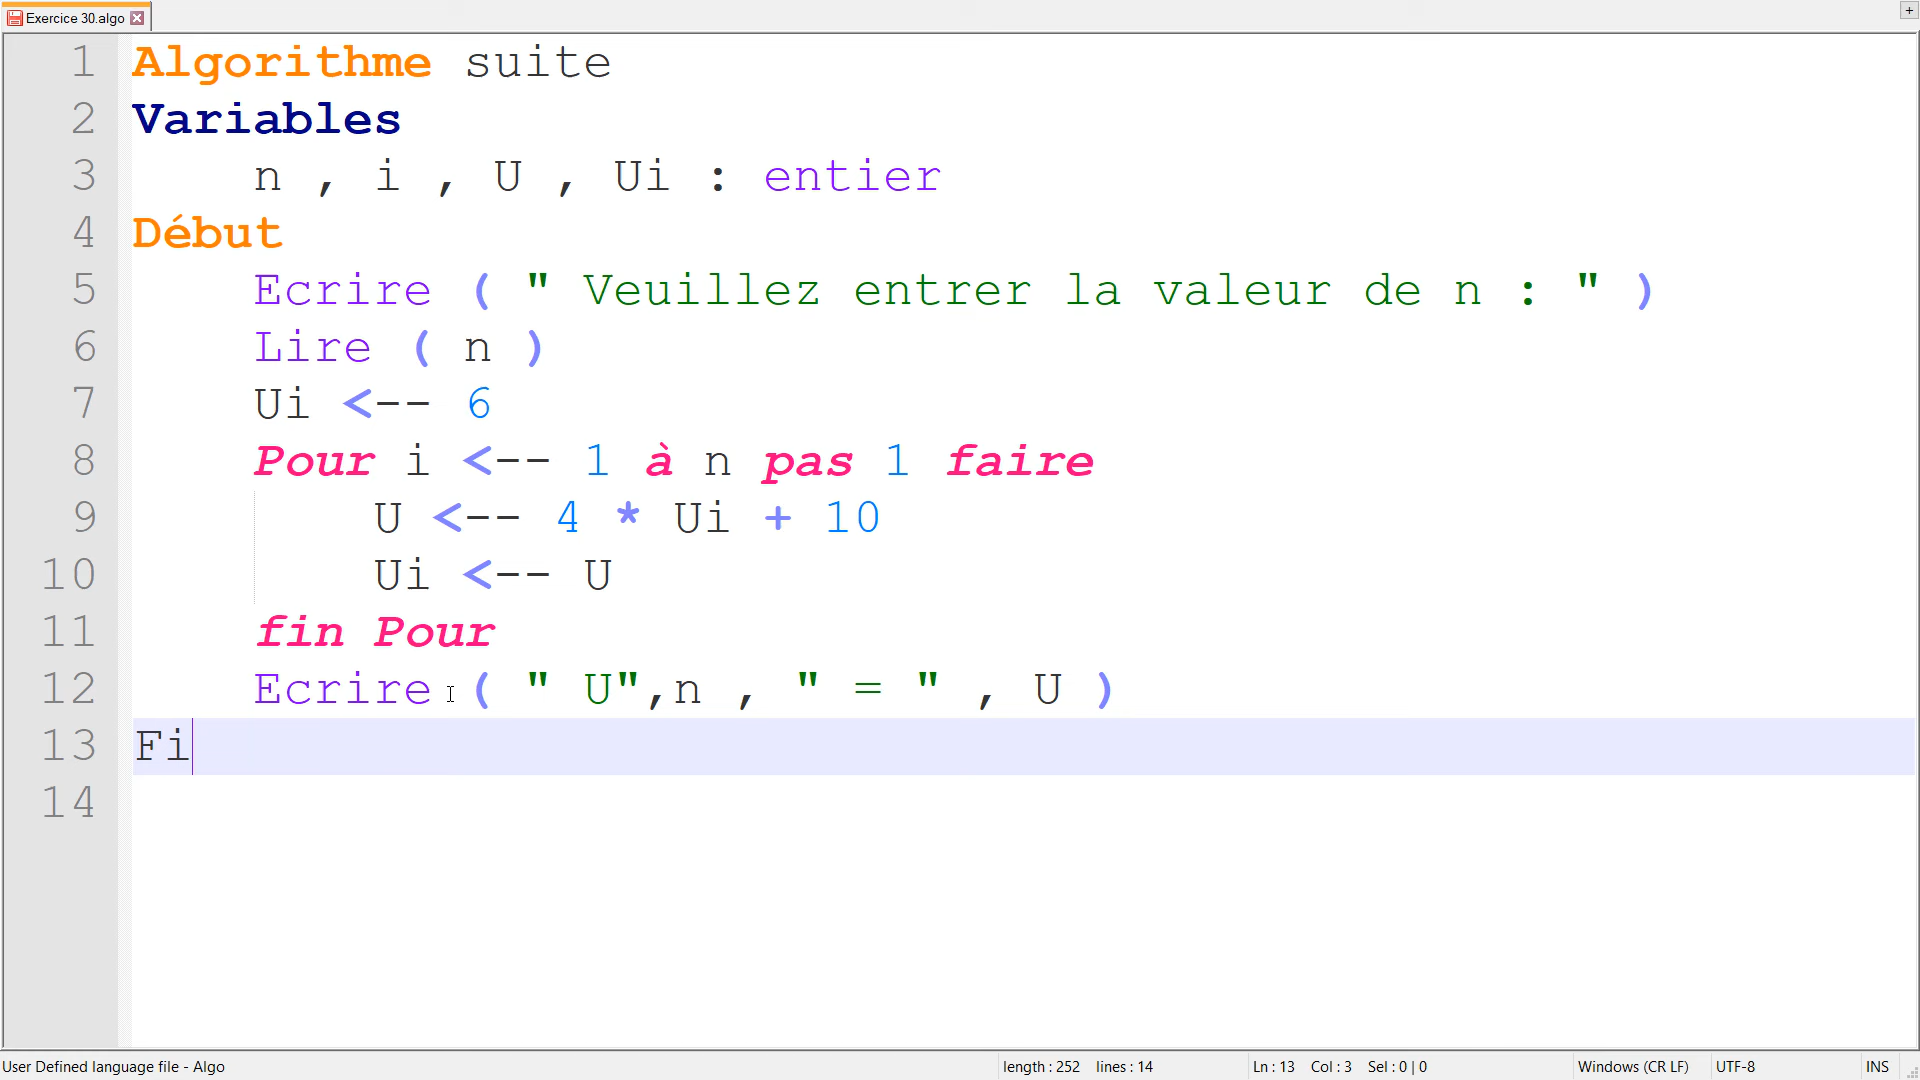 Exercice 30.algo
+
1 Algorithme suite
2 Variables
3 n , i , U , Ui : entier
4 Début
5 Ecrire ( " Veuillez entrer la valeur de n : " )
6 Lire ( n )
7 Ui <-- 6
8 Pour i <-- 1 à n pas 1 faire
9 U <-- 4 * Ui + 10
10 Ui <-- U
11 fin Pour
12 Ecrire ( " U",n , " = " , U )
13 Fi
14
User Defined language file - Algo length : 252 lines : 14 Ln : 13 Col : 3 Sel : 0 | 0 Windows (CR LF) UTF-8 INS